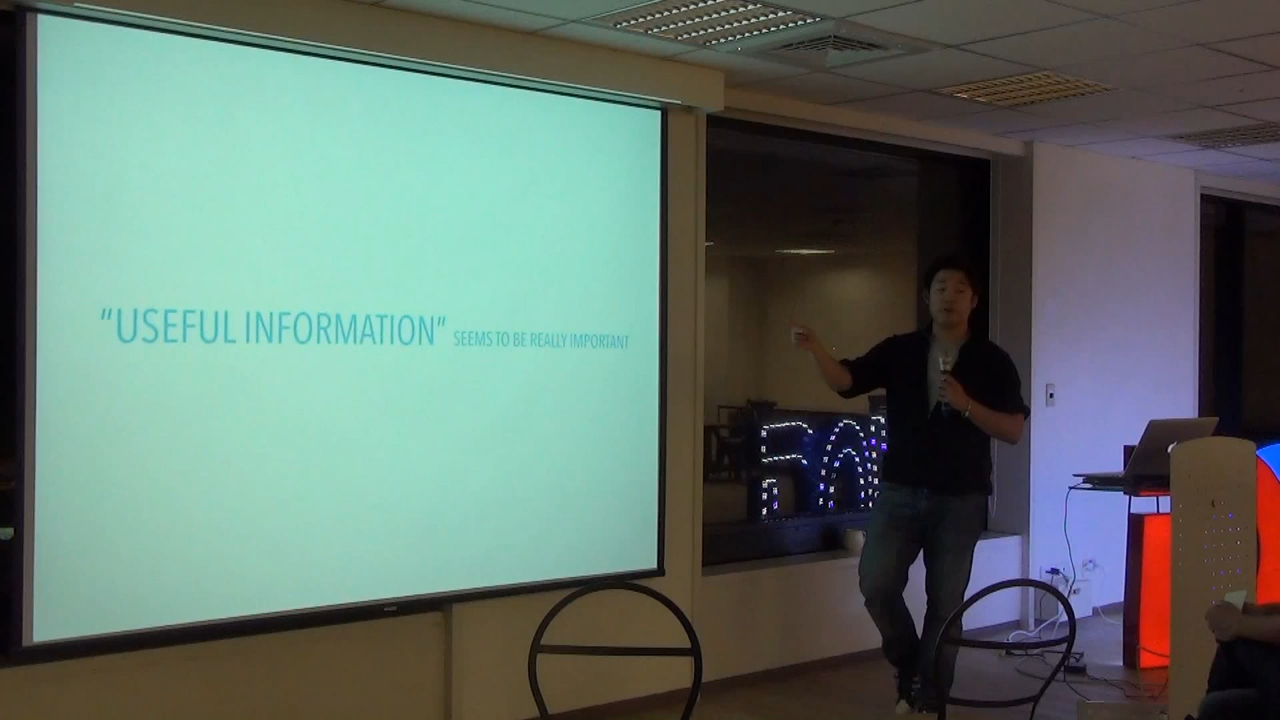 “USEFUL INFORMATION” SEEMS TO BE REALLY IMPORTANT